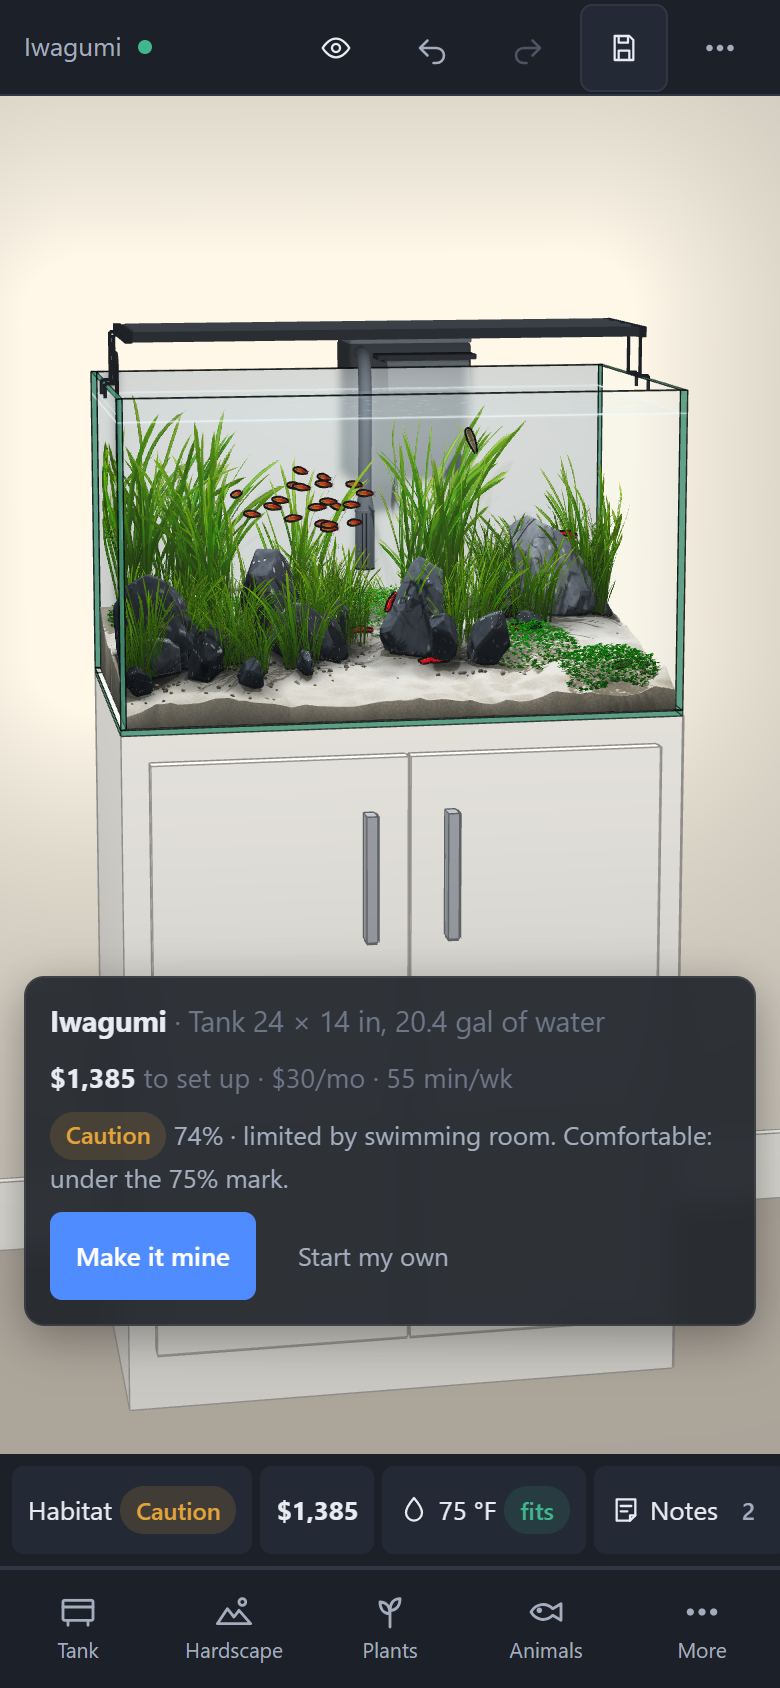 Iwagumi
Iwagumi · Tank 24 × 14 in, 20.4 gal of water
$1,385 to set up · $30/mo · 55 min/wk
Caution 74% · limited by swimming room. Comfortable:
under the 75% mark.
Make it mine Start my own
Habitat Caution $1,385 75 °F fits Notes 2
Tank Hardscape Plants Animals More